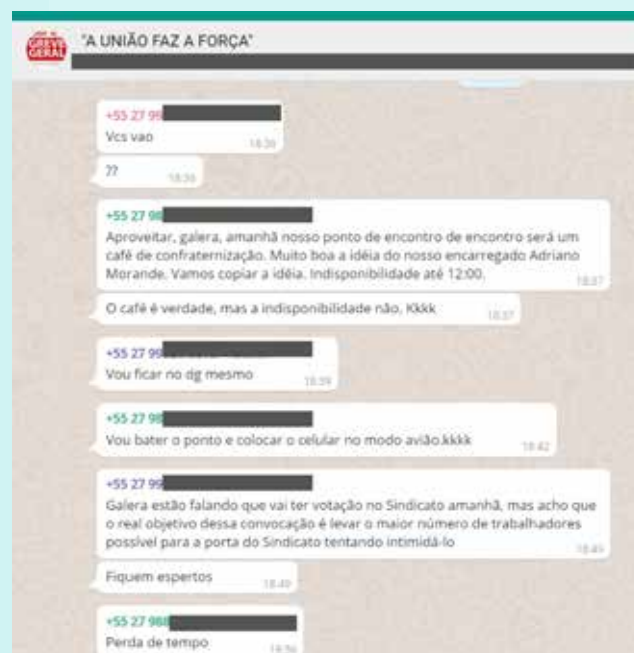 GREVE
GERAL
"A UNIÃO FAZ A FORÇA"
+55 27 99
Vcs vao
18:36
??
18:36
+55 27 98
Aproveitar, galera, amanhã nosso ponto de encontro de encontro será um
café de confraternização. Muito boa a idéia do nosso encarregado Adriano
Morande. Vamos copiar a idéia. Indisponibilidade até 12:00.
18:37
O café é verdade, mas a indisponibilidade não. Kkkk
18:37
+55 27 99
Vou ficar no dg mesmo
18:39
+55 27 98
Vou bater o ponto e colocar o celular no modo avião.kkkk
18:42
+55 27 99
Galera estão falando que vai ter votação no Sindicato amanhã, mas acho que
o real objetivo dessa convocação é levar o maior número de trabalhadores
possível para a porta do Sindicato tentando intimidá-lo
18:49
Fiquem espertos
18:49
+55 27 988
Perda de tempo